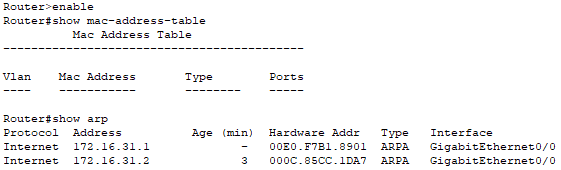 Router>enable
Router#show mac-address-table
Mac Address Table
-------------------------------------------
Vlan Mac Address Type Ports
---- ----------- -------- -----
Router#show arp
Protocol Address Age (min) Hardware Addr Type Interface
Internet 172.16.31.1 - 00E0.F7B1.8901 ARPA GigabitEthernet0/0
Internet 172.16.31.2 3 000C.85CC.1DA7 ARPA GigabitEthernet0/0